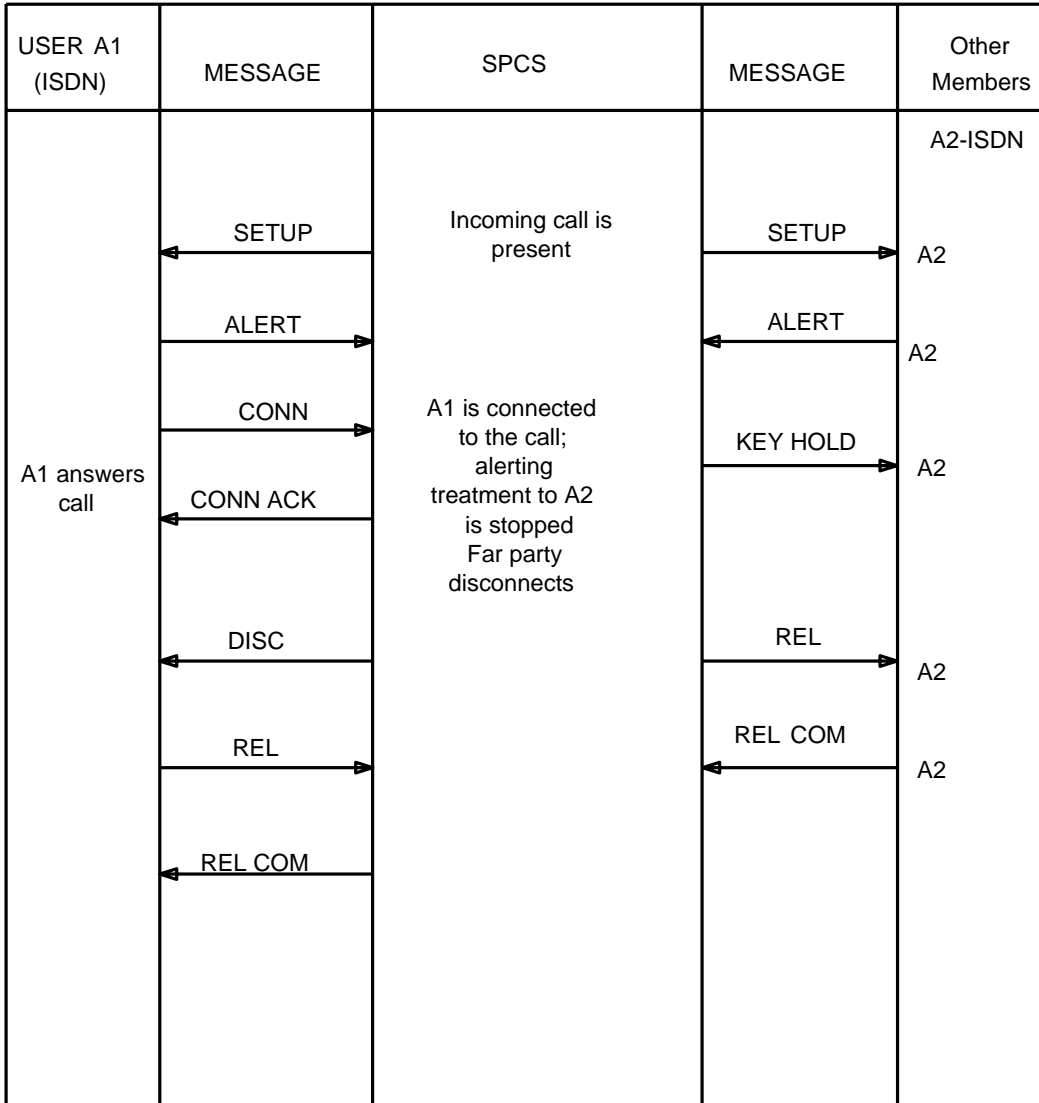 USER A1
(ISDN)
MESSAGE
SPCS
MESSAGE
Other
Members
A2-ISDN
SETUP
Incoming call is
present
SETUP
A2
ALERT
ALERT
A2
CONN
A1 is connected
to the call;
alerting
treatment to A2
is stopped
Far party
disconnects
KEY HOLD
A2
A1 answers
call
CONN ACK
DISC
REL
A2
REL
REL COM
A2
REL COM